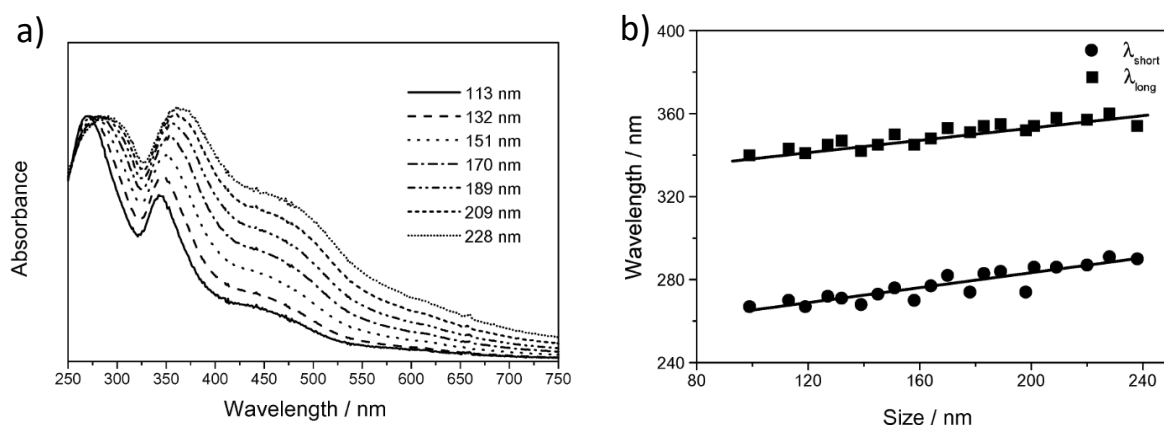 a)
Absorbance
113 nm
132 nm
151 nm
170 nm
189 nm
209 nm
228 nm
250 300 350 400 450 500 550 600 650 700 750
Wavelength / nm
b)
Wavelength / nm
400
360
320
280
240
λshort
λlong
80 120 160 200 240
Size / nm